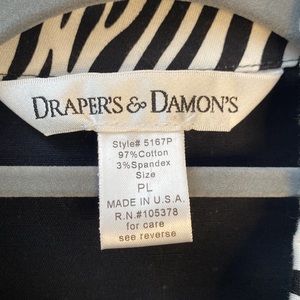 DRAPER'S & DAMON'S
Style# 5167P
97%Cotton
3%Spandex
Size
PL
MADE IN U.S.A.
R.N.#105378
for care
see reverse